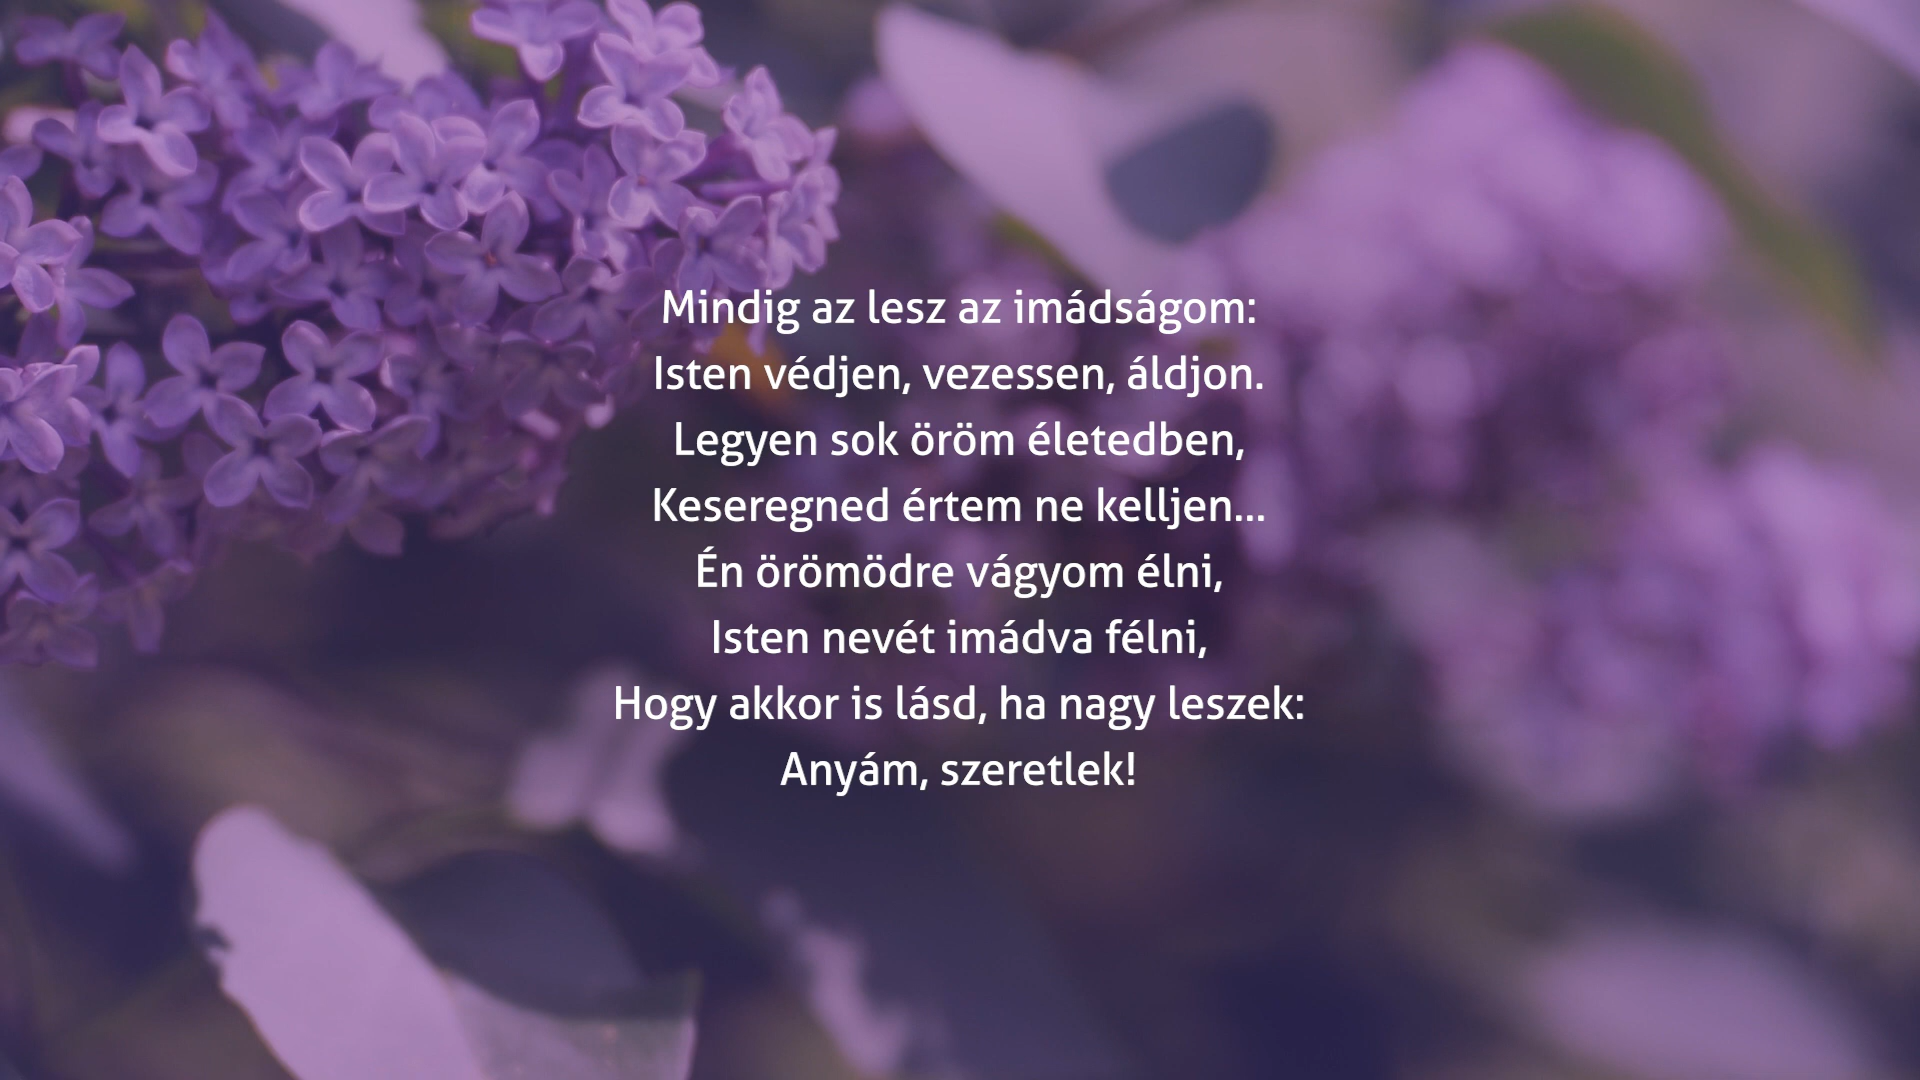 Mindig az lesz az imádságom:
Isten védjen, vezessen, áldjon.
Legyen sok öröm életedben,
Keseregned értem ne kelljen...
Én örömödre vágyom élni,
Isten nevét imádva félni,
Hogy akkor is lásd, ha nagy leszek:
Anyám, szeretlek!